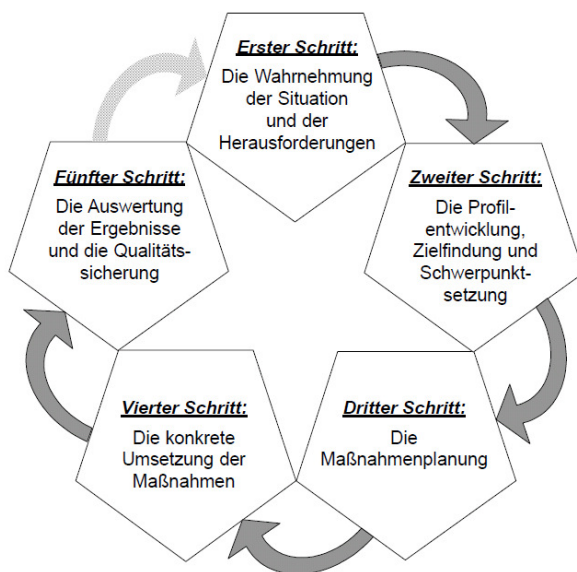 Erster Schritt:
Die Wahrnehmung
der Situation
und der
Herausforderungen
Zweiter Schritt:
Die Profil-
entwicklung,
Zielfindung und
Schwerpunkt-
setzung
Dritter Schritt:
Die
Maßnahmenplanung
Vierter Schritt:
Die konkrete
Umsetzung der
Maßnahmen
Fünfter Schritt:
Die Auswertung
der Ergebnisse
und die Qualitäts-
sicherung